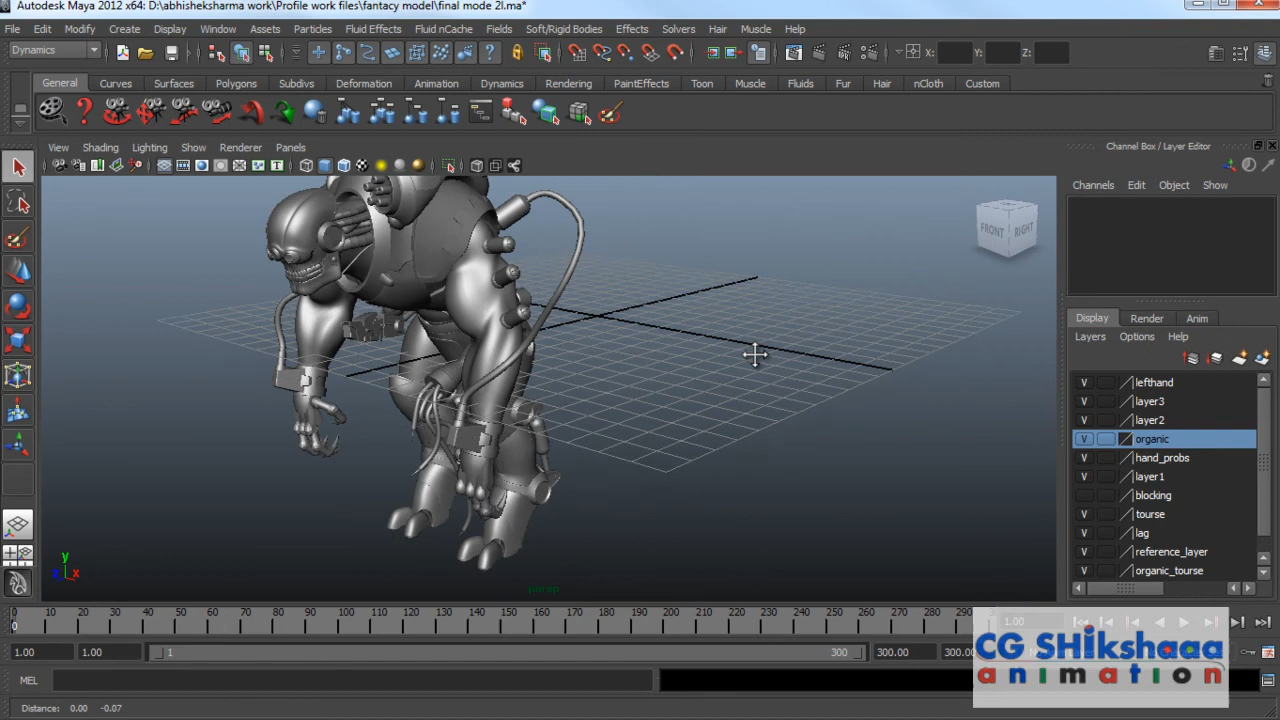 Autodesk Maya 2012 x64: D:\abhisheksharma work\Profile work files\fantacy model\final mode 2l.ma*
File Edit Modify Create Display Window Assets Particles Fluid Effects Fluid nCache Fields Soft/Rigid Bodies Effects Solvers Hair Muscle Help
Dynamics X: Y: Z:
General Curves Surfaces Polygons Subdivs Deformation Animation Dynamics Rendering PaintEffects Toon Muscle Fluids Fur Hair nCloth Custom
View Shading Lighting Show Renderer Panels
Channel Box / Layer Editor
Channels Edit Object Show
FRONT RIGHT
Display Render Anim
Layers Options Help
V lefthand
V layer3
V layer2
V organic
V hand_probs
V layer1
blocking
V tourse
V lag
V reference_layer
V organic_tourse
y
z x
persp
0 10 20 30 40 50 60 70 80 90 100 110 120 130 140 150 160 170 180 190 200 210 220 230 240 250 260 270 280 290
0 1.00
1.00 1.00 1 300 300.00 300.00
MEL
Distance: 0.00 -0.07
CG SHikshaaa
animation